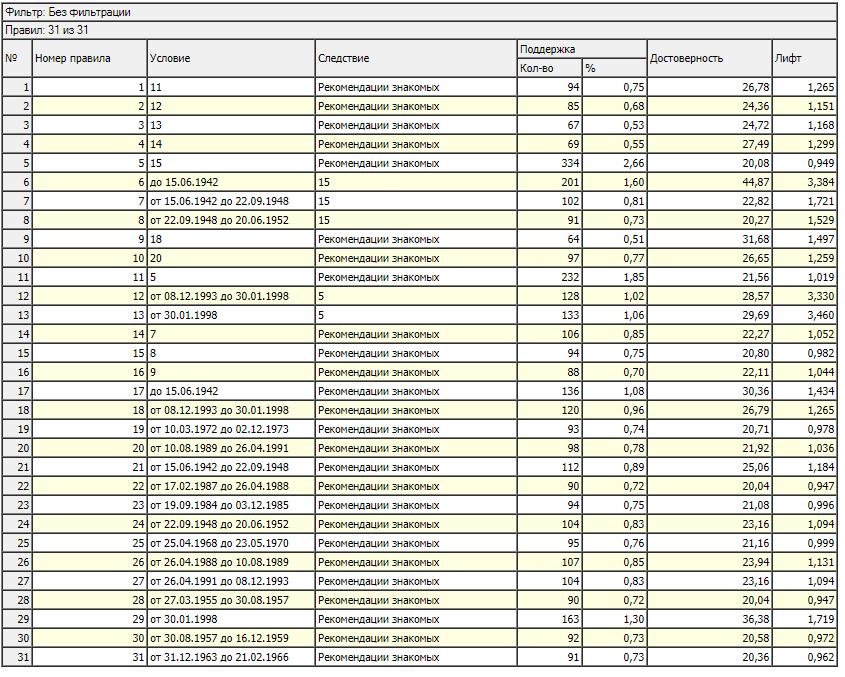 Фильтр: Без фильтрации
Правил: 31 из 31
№ Номер правила Условие Следствие Поддержка Достоверность Лифт
Кол-во %
1 1 11 Рекомендации знакомых 94 0,75 26,78 1,265
2 2 12 Рекомендации знакомых 85 0,68 24,36 1,151
3 3 13 Рекомендации знакомых 67 0,53 24,72 1,168
4 4 14 Рекомендации знакомых 69 0,55 27,49 1,299
5 5 15 Рекомендации знакомых 334 2,66 20,08 0,949
6 6 до 15.06.1942 15 201 1,60 44,87 3,384
7 7 от 15.06.1942 до 22.09.1948 15 102 0,81 22,82 1,721
8 8 от 22.09.1948 до 20.06.1952 15 91 0,73 20,27 1,529
9 9 18 Рекомендации знакомых 64 0,51 31,68 1,497
10 10 20 Рекомендации знакомых 97 0,77 26,65 1,259
11 11 5 Рекомендации знакомых 232 1,85 21,56 1,019
12 12 от 08.12.1993 до 30.01.1998 5 128 1,02 28,57 3,330
13 13 от 30.01.1998 5 133 1,06 29,69 3,460
14 14 7 Рекомендации знакомых 106 0,85 22,27 1,052
15 15 8 Рекомендации знакомых 94 0,75 20,80 0,982
16 16 9 Рекомендации знакомых 88 0,70 22,11 1,044
17 17 до 15.06.1942 Рекомендации знакомых 136 1,08 30,36 1,434
18 18 от 08.12.1993 до 30.01.1998 Рекомендации знакомых 120 0,96 26,79 1,265
19 19 от 10.03.1972 до 02.12.1973 Рекомендации знакомых 93 0,74 20,71 0,978
20 20 от 10.08.1989 до 26.04.1991 Рекомендации знакомых 98 0,78 21,92 1,036
21 21 от 15.06.1942 до 22.09.1948 Рекомендации знакомых 112 0,89 25,06 1,184
22 22 от 17.02.1987 до 26.04.1988 Рекомендации знакомых 90 0,72 20,04 0,947
23 23 от 19.09.1984 до 03.12.1985 Рекомендации знакомых 94 0,75 21,08 0,996
24 24 от 22.09.1948 до 20.06.1952 Рекомендации знакомых 104 0,83 23,16 1,094
25 25 от 25.04.1968 до 23.05.1970 Рекомендации знакомых 95 0,76 21,16 0,999
26 26 от 26.04.1988 до 10.08.1989 Рекомендации знакомых 107 0,85 23,94 1,131
27 27 от 26.04.1991 до 08.12.1993 Рекомендации знакомых 104 0,83 23,16 1,094
28 28 от 27.03.1955 до 30.08.1957 Рекомендации знакомых 90 0,72 20,04 0,947
29 29 от 30.01.1998 Рекомендации знакомых 163 1,30 36,38 1,719
30 30 от 30.08.1957 до 16.12.1959 Рекомендации знакомых 92 0,73 20,58 0,972
31 31 от 31.12.1963 до 21.02.1966 Рекомендации знакомых 91 0,73 20,36 0,962